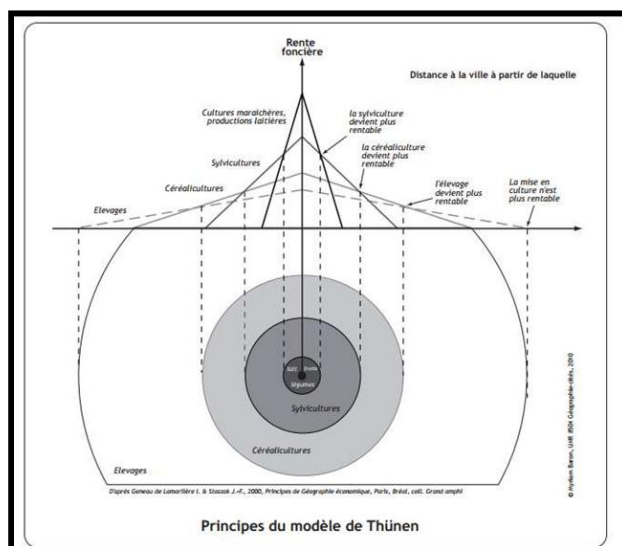 Rente
foncière
Distance à la ville à partir de laquelle
Cultures maraichères,
productions laitières
la sylviculture
devient plus
rentable
Sylvicultures
la céréaliculture
devient plus
rentable
Céréalicultures
l'élevage devient plus
rentable
La mise en
culture n'est
plus rentable
Elevages
lait fruits
légumes
Sylvicultures
Céréalicultures
Elevages
© Myriam Baron, UMR 8504 Géographie-cités, 2010
D'après Geneau de Lamarlière I. & Staszak J.-F., 2000, Principes de Géographie économique, Paris, Bréal, coll. Grand amphi
Principes du modèle de Thünen